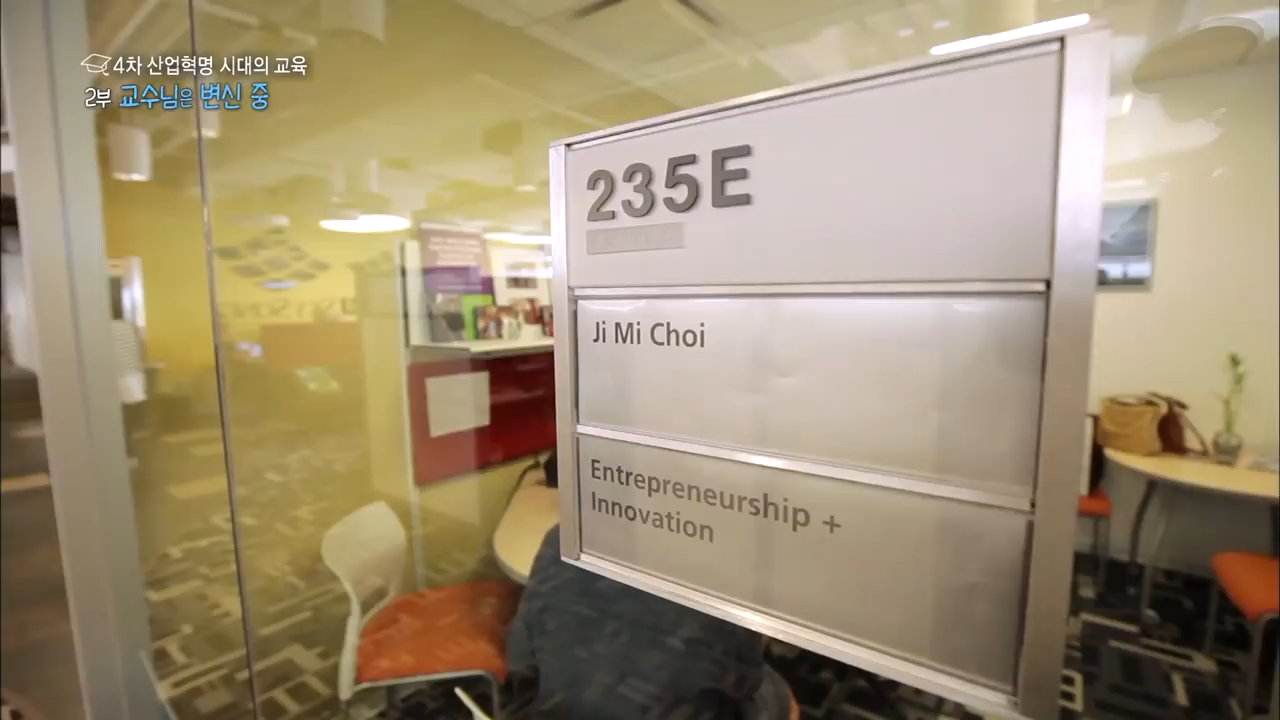 4차 산업혁명 시대의 교육
2부 교수님은 변신 중
235E
Ji Mi Choi
Entrepreneurship +
Innovation